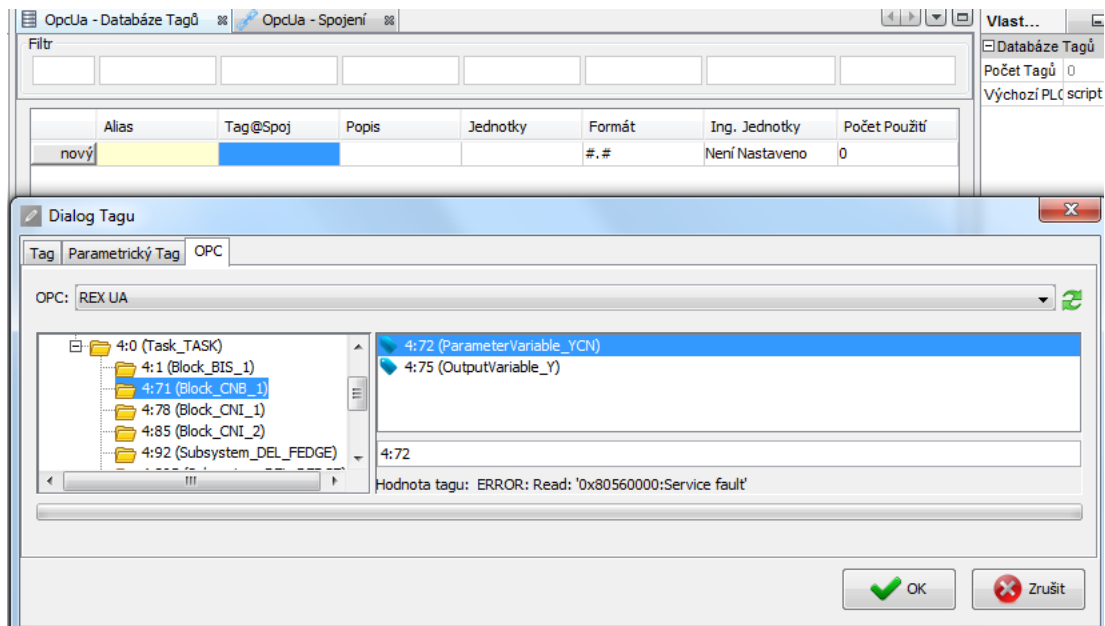 OpcUa - Databáze Tagů OpcUa - Spojení Vlast...
Filtr
Databáze Tagů
Počet Tagů 0
Výchozí PLC script
Alias Tag@Spoj Popis Jednotky Formát Ing. Jednotky Počet Použití
nový #.# Není Nastaveno 0
Dialog Tagu
Tag Parametrický Tag OPC
OPC: REX UA
4:0 (Task_TASK)
4:1 (Block_BIS_1)
4:71 (Block_CNB_1)
4:78 (Block_CNI_1)
4:85 (Block_CNI_2)
4:92 (Subsystem_DEL_FEDGE)
4:72 (ParameterVariable_YCN)
4:75 (OutputVariable_Y)
4:72
Hodnota tagu: ERROR: Read: '0x80560000:Service fault'
OK Zrušit